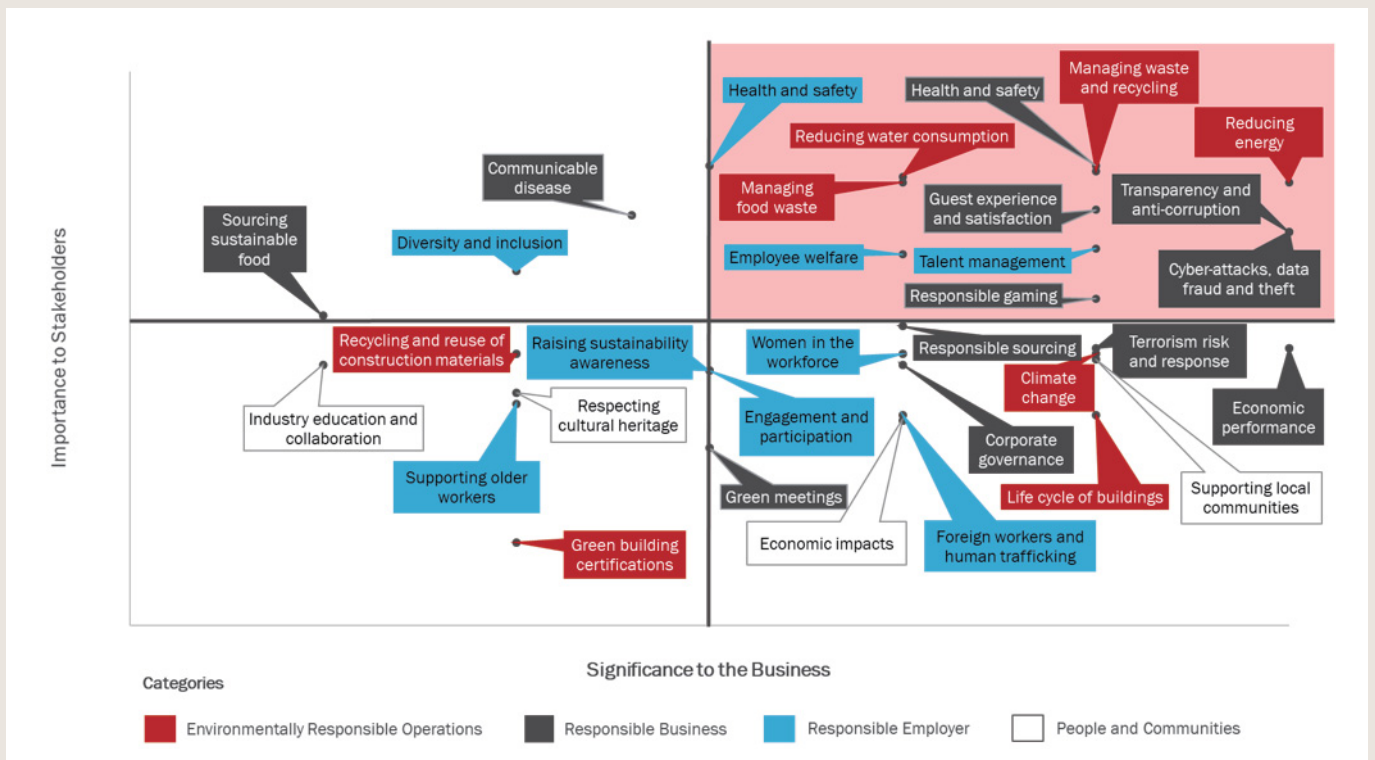 Importance to Stakeholders
Health and safety
Health and safety
Managing waste
and recycling
Reducing water consumption
Reducing
energy
Communicable
disease
Managing
food waste
Guest experience
and satisfaction
Transparency and
anti-corruption
Sourcing
sustainable
food
Diversity and inclusion
Employee welfare
Talent management
Cyber-attacks, data
fraud and theft
Responsible gaming
Recycling and reuse of
construction materials
Raising sustainability
awareness
Women in the
workforce
Responsible sourcing
Terrorism risk
and response
Climate
change
Industry education and
collaboration
Respecting
cultural heritage
Engagement and
participation
Corporate
governance
Economic
performance
Supporting older
workers
Green meetings
Life cycle of buildings
Supporting local
communities
Green building
certifications
Economic impacts
Foreign workers and
human trafficking
Significance to the Business
Categories
Environmentally Responsible Operations
Responsible Business
Responsible Employer
People and Communities